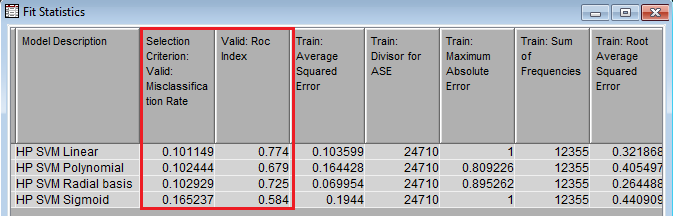 Fit Statistics
Model Description Selection Criterion: Valid: Misclassifica tion Rate Valid: Roc Index Train: Average Squared Error Train: Divisor for ASE Train: Maximum Absolute Error Train: Sum of Frequencies Train: Root Average Squared Error
HP SVM Linear 0.101149 0.774 0.103599 24710 1 12355 0.321868
HP SVM Polynomial 0.102444 0.679 0.164428 24710 0.809226 12355 0.405497
HP SVM Radial basis 0.102929 0.725 0.069954 24710 0.895262 12355 0.264488
HP SVM Sigmoid 0.165237 0.584 0.1944 24710 1 12355 0.440909